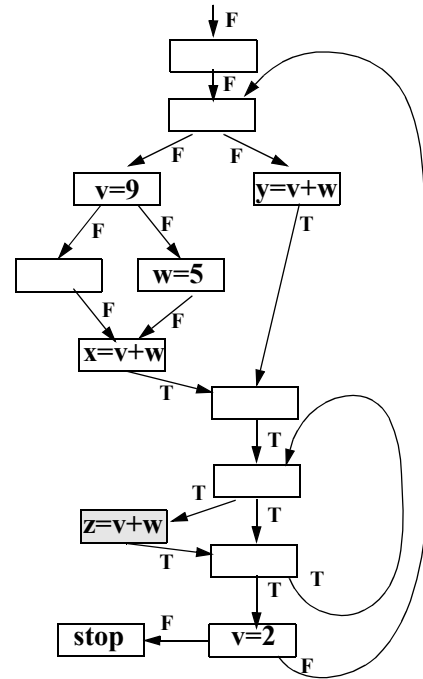 F
F
F F
v=9 y=v+w
F F T
w=5
F F
x=v+w
T
T
T T
z=v+w
T T T
stop F v=2 F